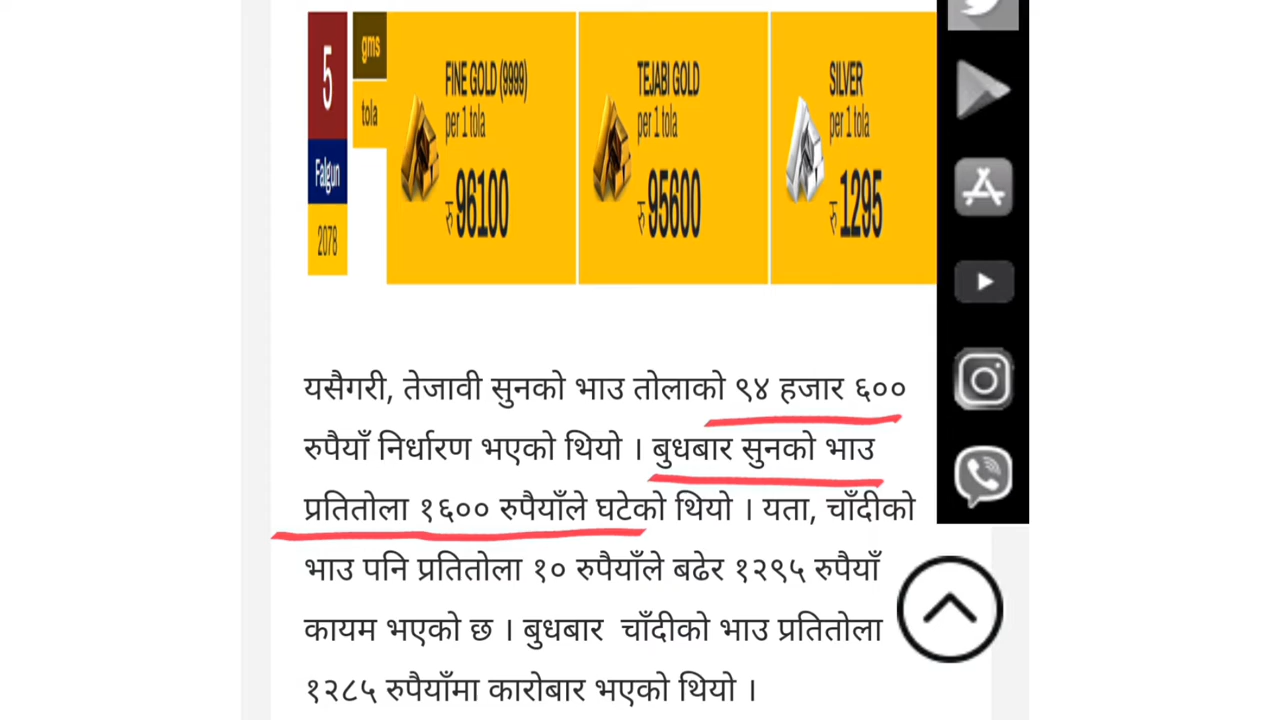 5
Falgun
2078
gms
tola
FINE GOLD (9999)
per 1 tola
रु96100
TEJABI GOLD
per 1 tola
रु95600
SILVER
per 1 tola
रु1295
यसैगरी, तेजावी सुनको भाउ तोलाको ९४ हजार ६००
रुपैयाँ निर्धारण भएको थियो । बुधबार सुनको भाउ
प्रतितोला १६०० रुपैयाँले घटेको थियो । यता, चाँदीको
भाउ पनि प्रतितोला १० रुपैयाँले बढेर १२९५ रुपैयाँ
कायम भएको छ । बुधबार चाँदीको भाउ प्रतितोला
१२८५ रुपैयाँमा कारोबार भएको थियो ।